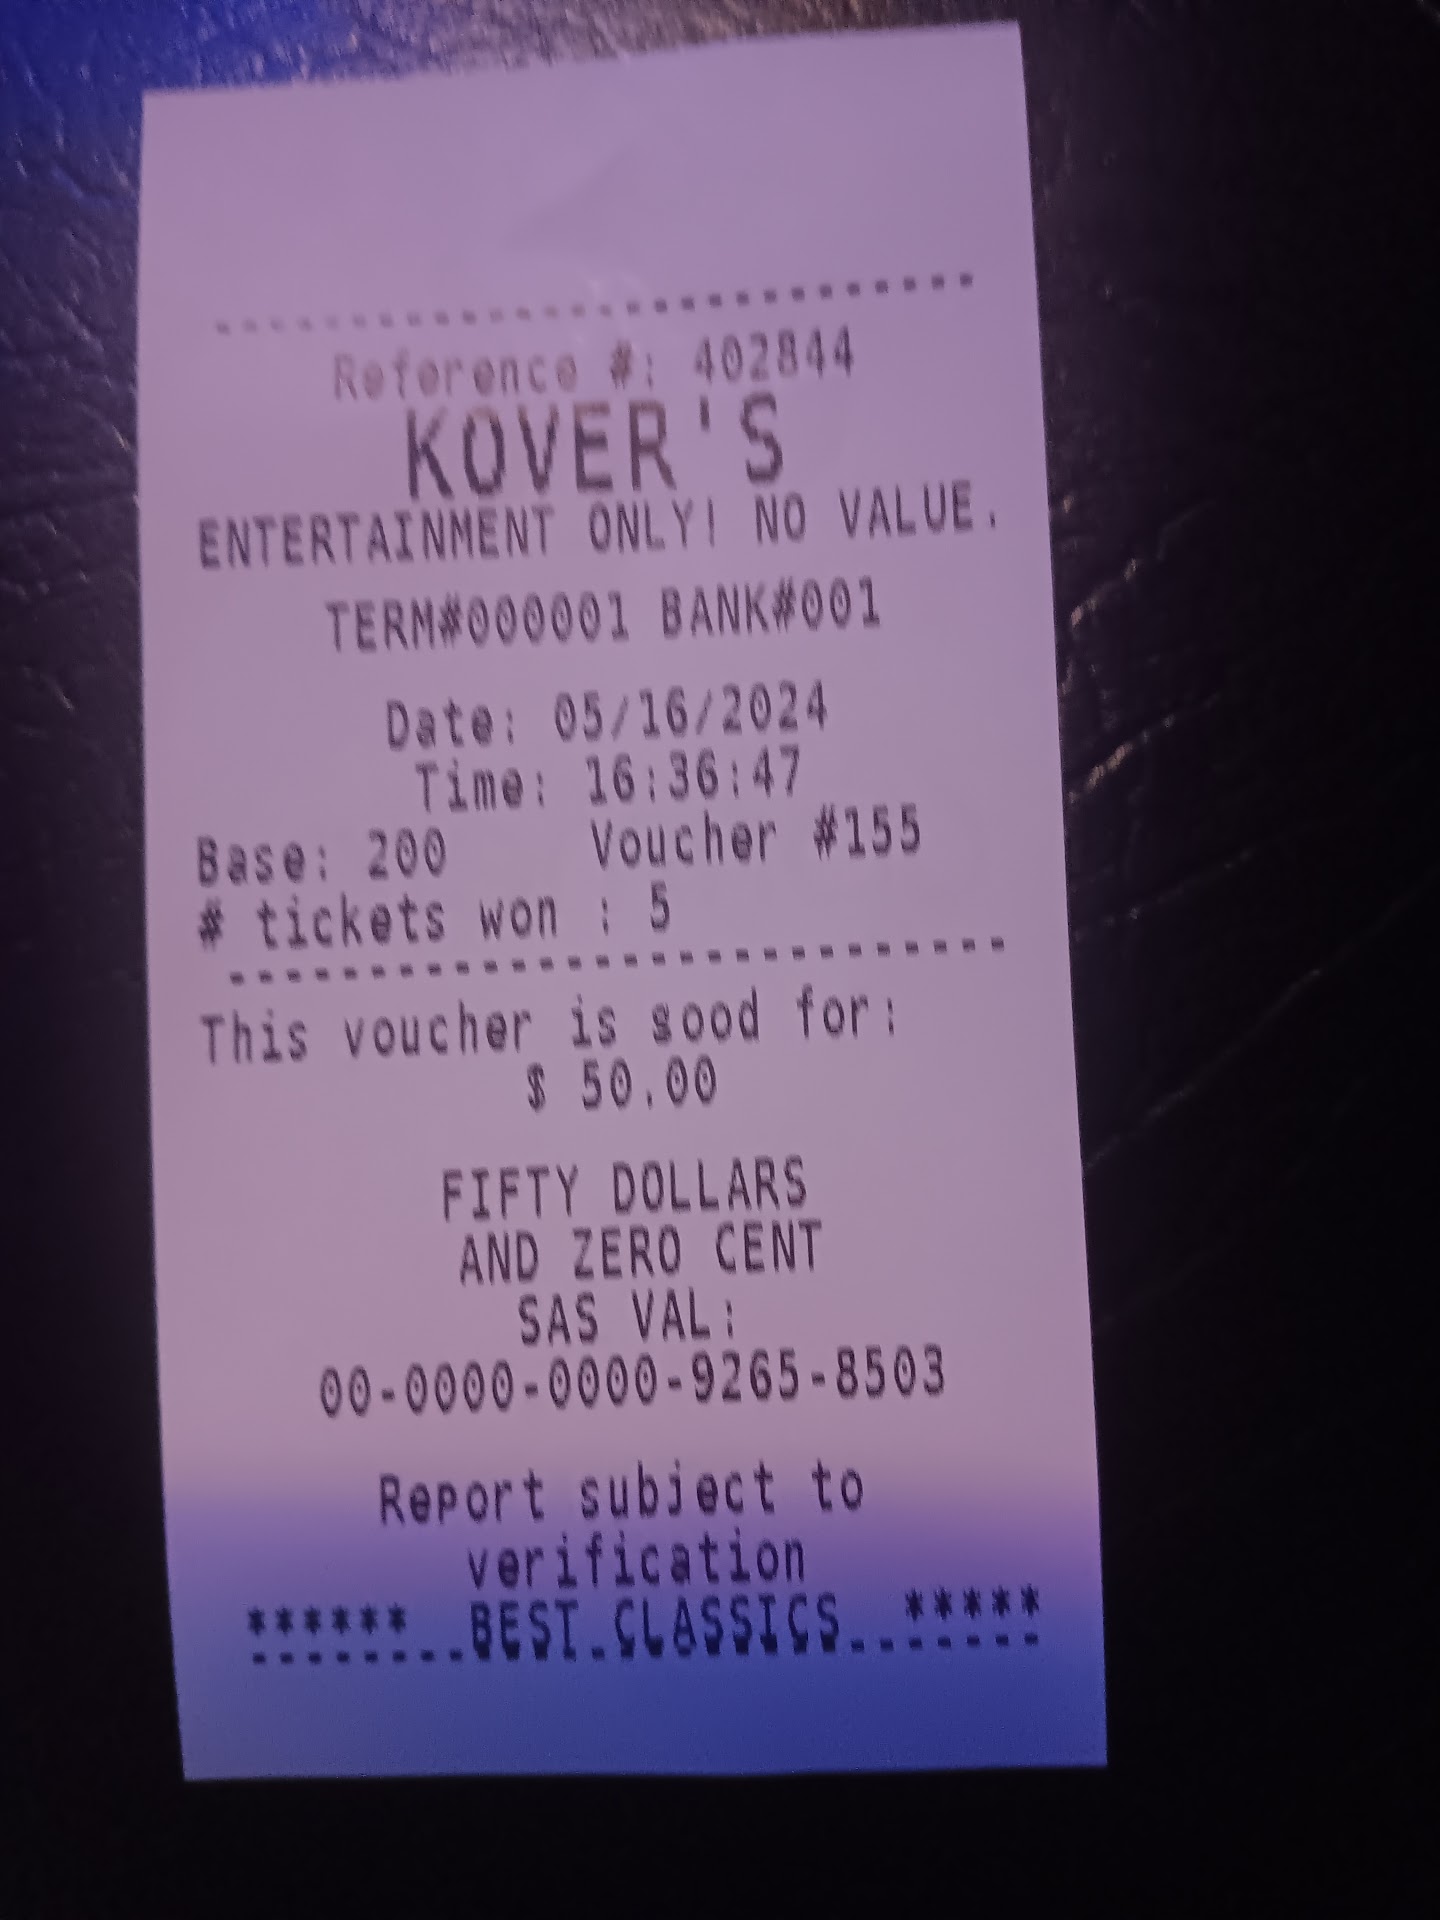 Reference #: 402844
KOVER'S
ENTERTAINMENT ONLY! NO VALUE.
TERM#000001 BANK#001
Date: 05/16/2024
Time: 16:36:47
Base: 200 Voucher #155
# tickets won : 5
This voucher is good for:
$ 50.00
FIFTY DOLLARS
AND ZERO CENT
SAS VAL:
00-0000-0000-9265-8503
Report subject to
verification
****** BEST CLASSICS *****